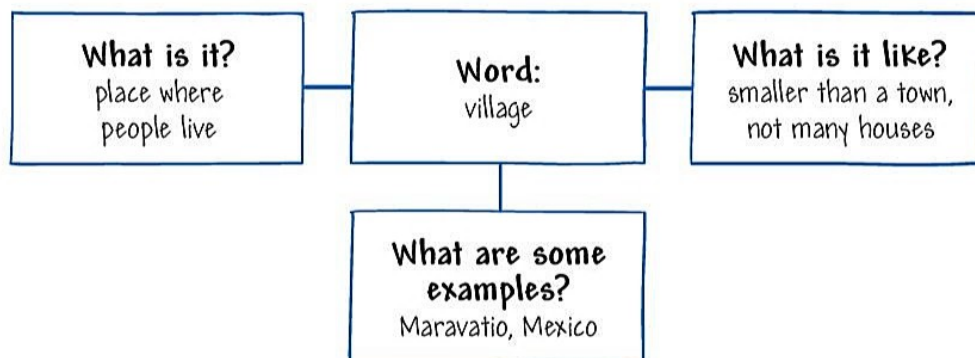 What is it?
place where
people live
Word:
village
What is it like?
smaller than a town,
not many houses
What are some
examples?
Maravatio, Mexico